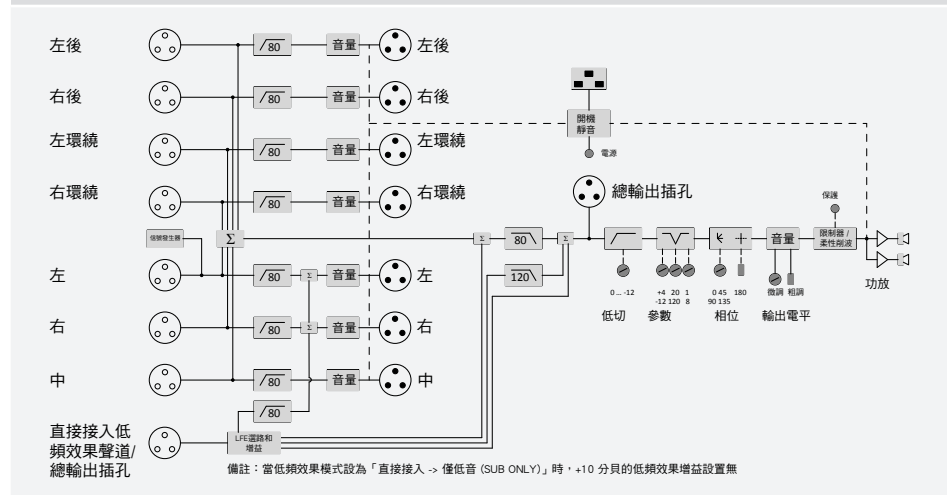 左後
80
音量
左後
右後
80
音量
右後
開機
靜音
電源
左環繞
80
音量
左環繞
右環繞
80
音量
右環繞
總輸出插孔
保護
信號發生器
Σ
Σ
80
Σ
音量
限制器 /
柔性削波
左
80
Σ
音量
左
120
功放
0 ... -12
+4 20 1
-12 120 8
0 45 180
90 135
微調 粗調
低切
參數
相位
輸出電平
右
80
Σ
音量
右
中
80
音量
中
80
直接接入低
頻效果聲道/
總輸出插孔
LFE選路和
增益
備註：當低頻效果模式設為「直接接入 -> 僅低音 (SUB ONLY)」時，+10 分貝的低頻效果增益設置無